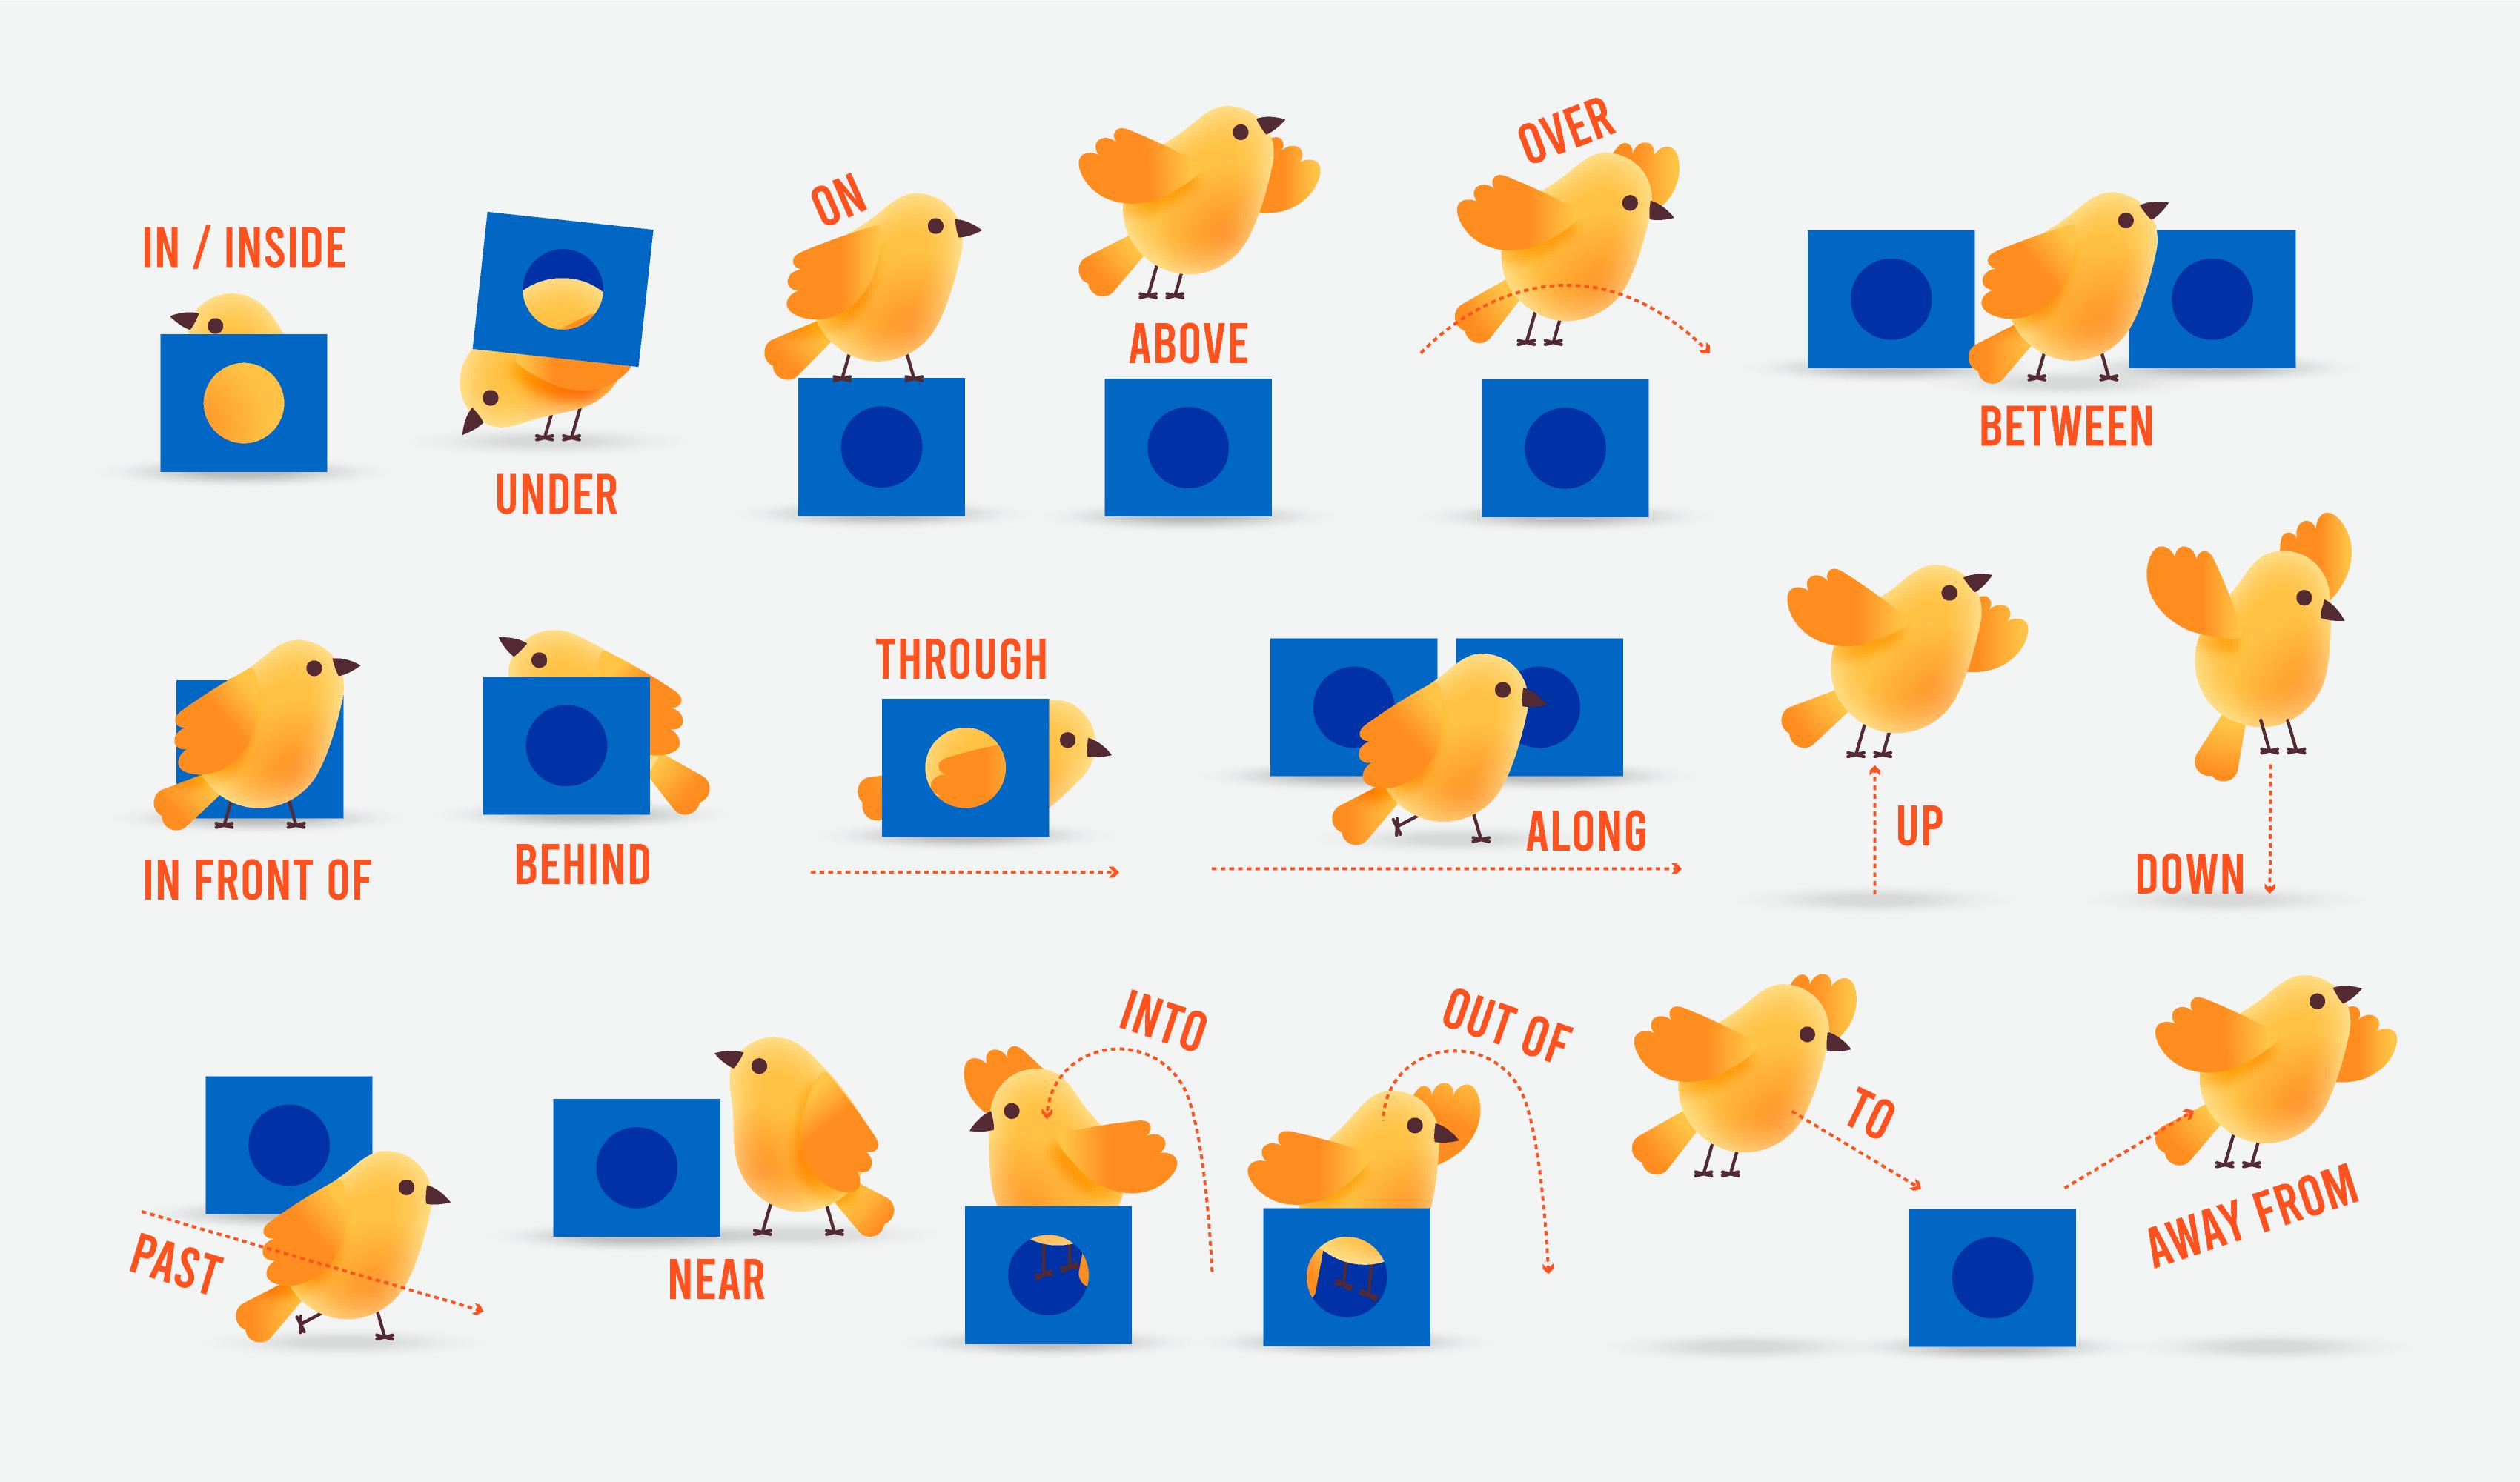 IN / INSIDE
UNDER
ON
ABOVE
OVER
BETWEEN
IN FRONT OF
BEHIND
THROUGH
ALONG
UP
DOWN
PAST
NEAR
INTO
OUT OF
TO
AWAY FROM